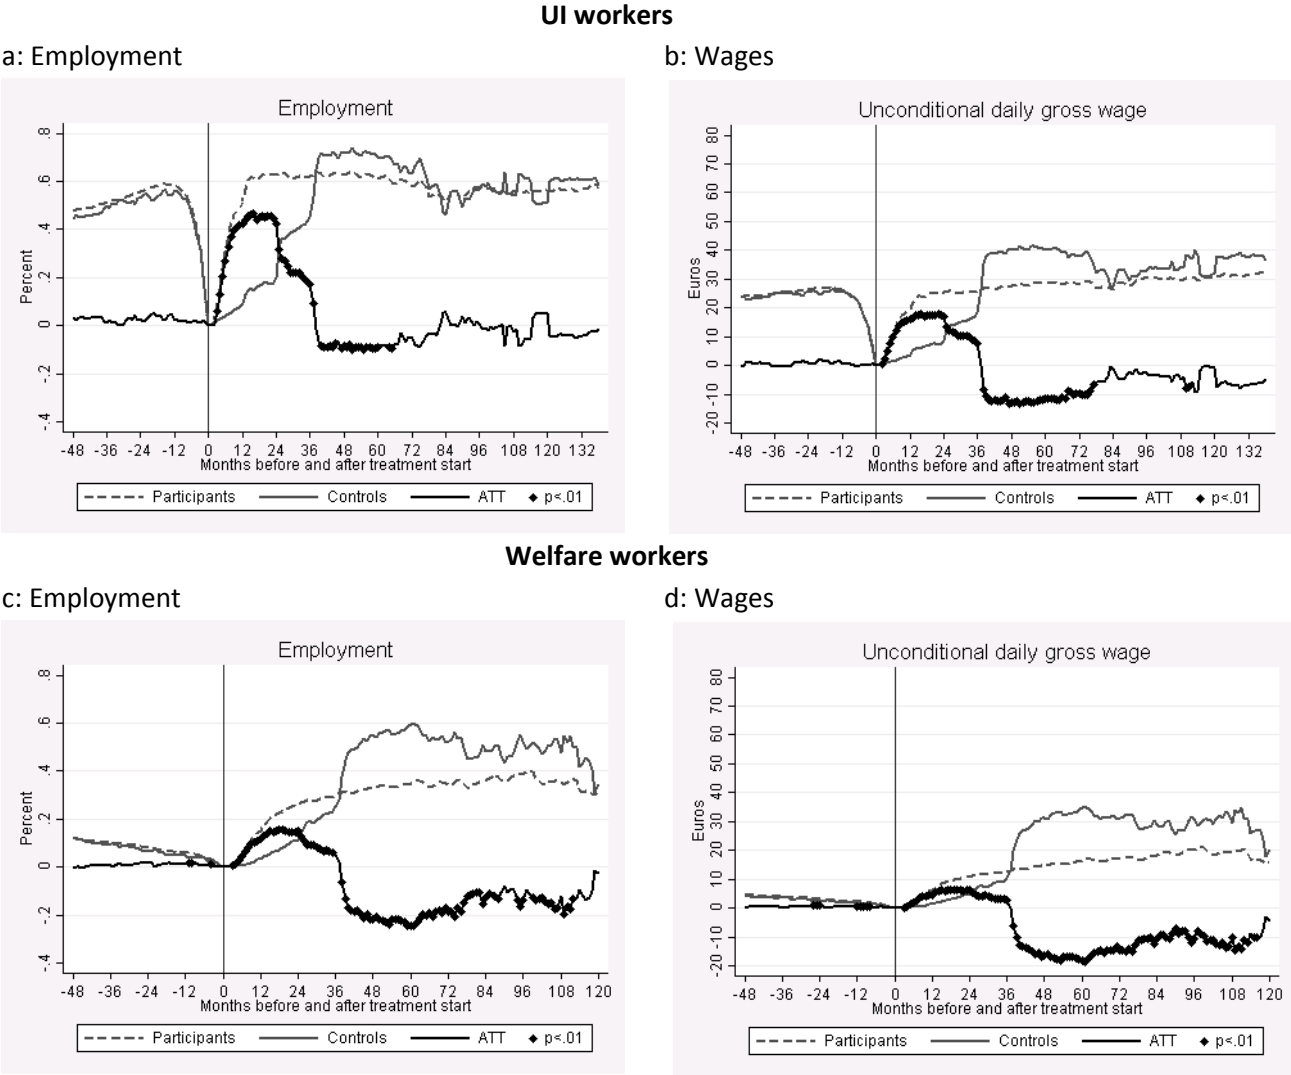 UI workers
a: Employment
b: Wages
Employment
.8
.6
.4
.2
0
-.2
-.4
Percent
-48 -36 -24 -12 0 12 24 36 48 60 72 84 96 108 120 132
Months before and after treatment start
Participants Controls ATT p<.01
Unconditional daily gross wage
80
70
60
50
40
30
20
10
0
-10
-20
Euros
-48 -36 -24 -12 0 12 24 36 48 60 72 84 96 108 120 132
Months before and after treatment start
Participants Controls ATT p<.01
Welfare workers
c: Employment
d: Wages
Employment
.8
.6
.4
.2
0
-.2
-.4
Percent
-48 -36 -24 -12 0 12 24 36 48 60 72 84 96 108 120
Months before and after treatment start
Participants Controls ATT p<.01
Unconditional daily gross wage
80
70
60
50
40
30
20
10
0
-10
-20
Euros
-48 -36 -24 -12 0 12 24 36 48 60 72 84 96 108 120
Months before and after treatment start
Participants Controls ATT p<.01